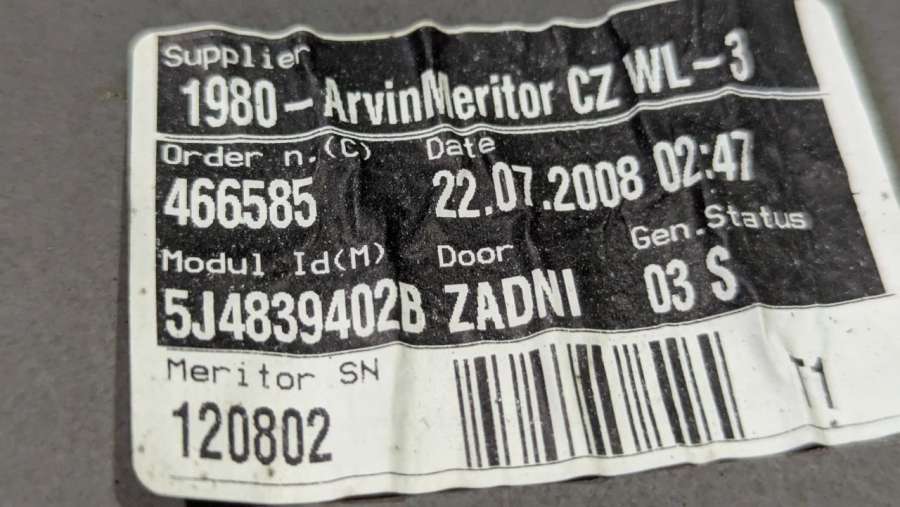 Supplier
1980-ArvinMeritor CZ WL-3
Order n.(C) Date
466585 22.07.2008 02:47
Modul Id(M) Door Gen.Status
5J4839402B ZADNI 03 S
Meritor SN
120802 T1